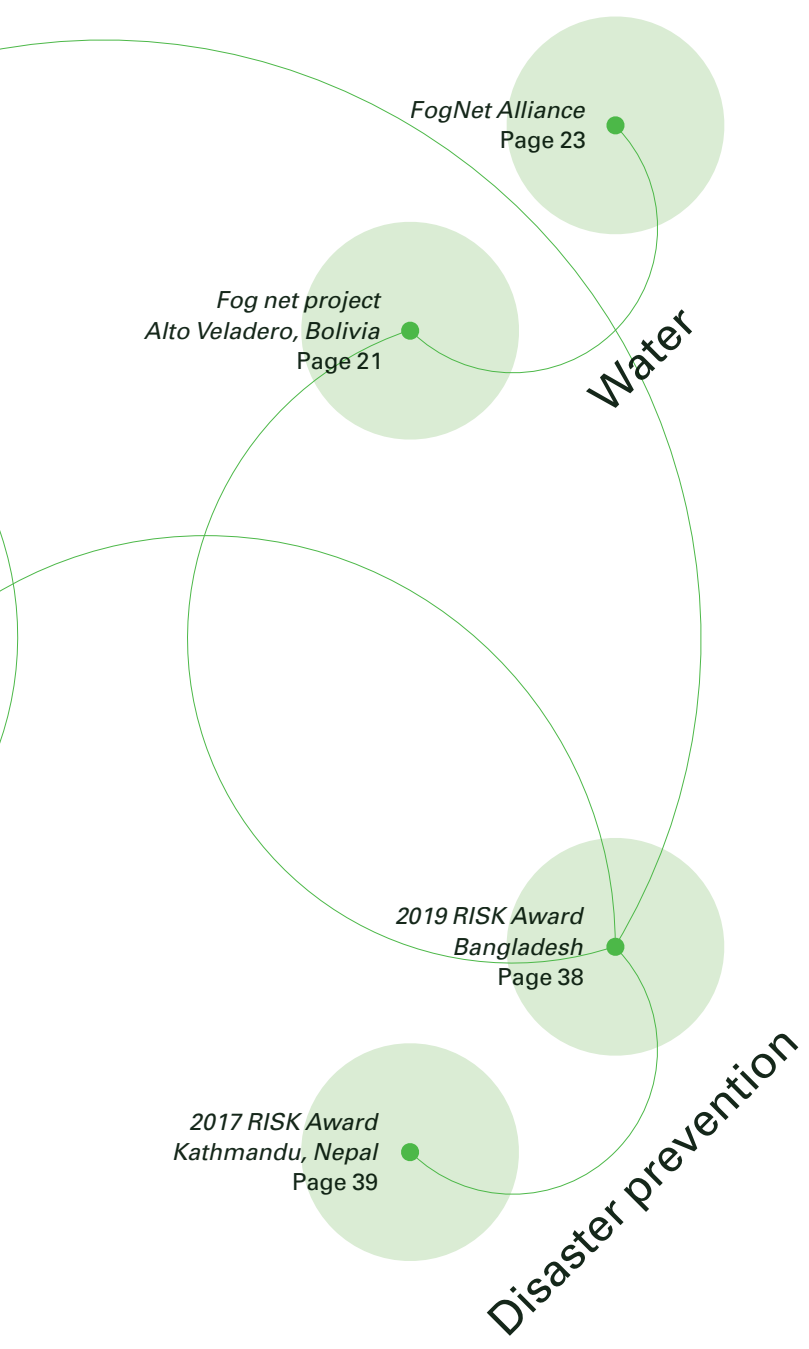 FogNet Alliance
Page 23
Fog net project
Alto Veladero, Bolivia
Page 21
Water
2019 RISK Award
Bangladesh
Page 38
2017 RISK Award
Kathmandu, Nepal
Page 39
Disaster prevention